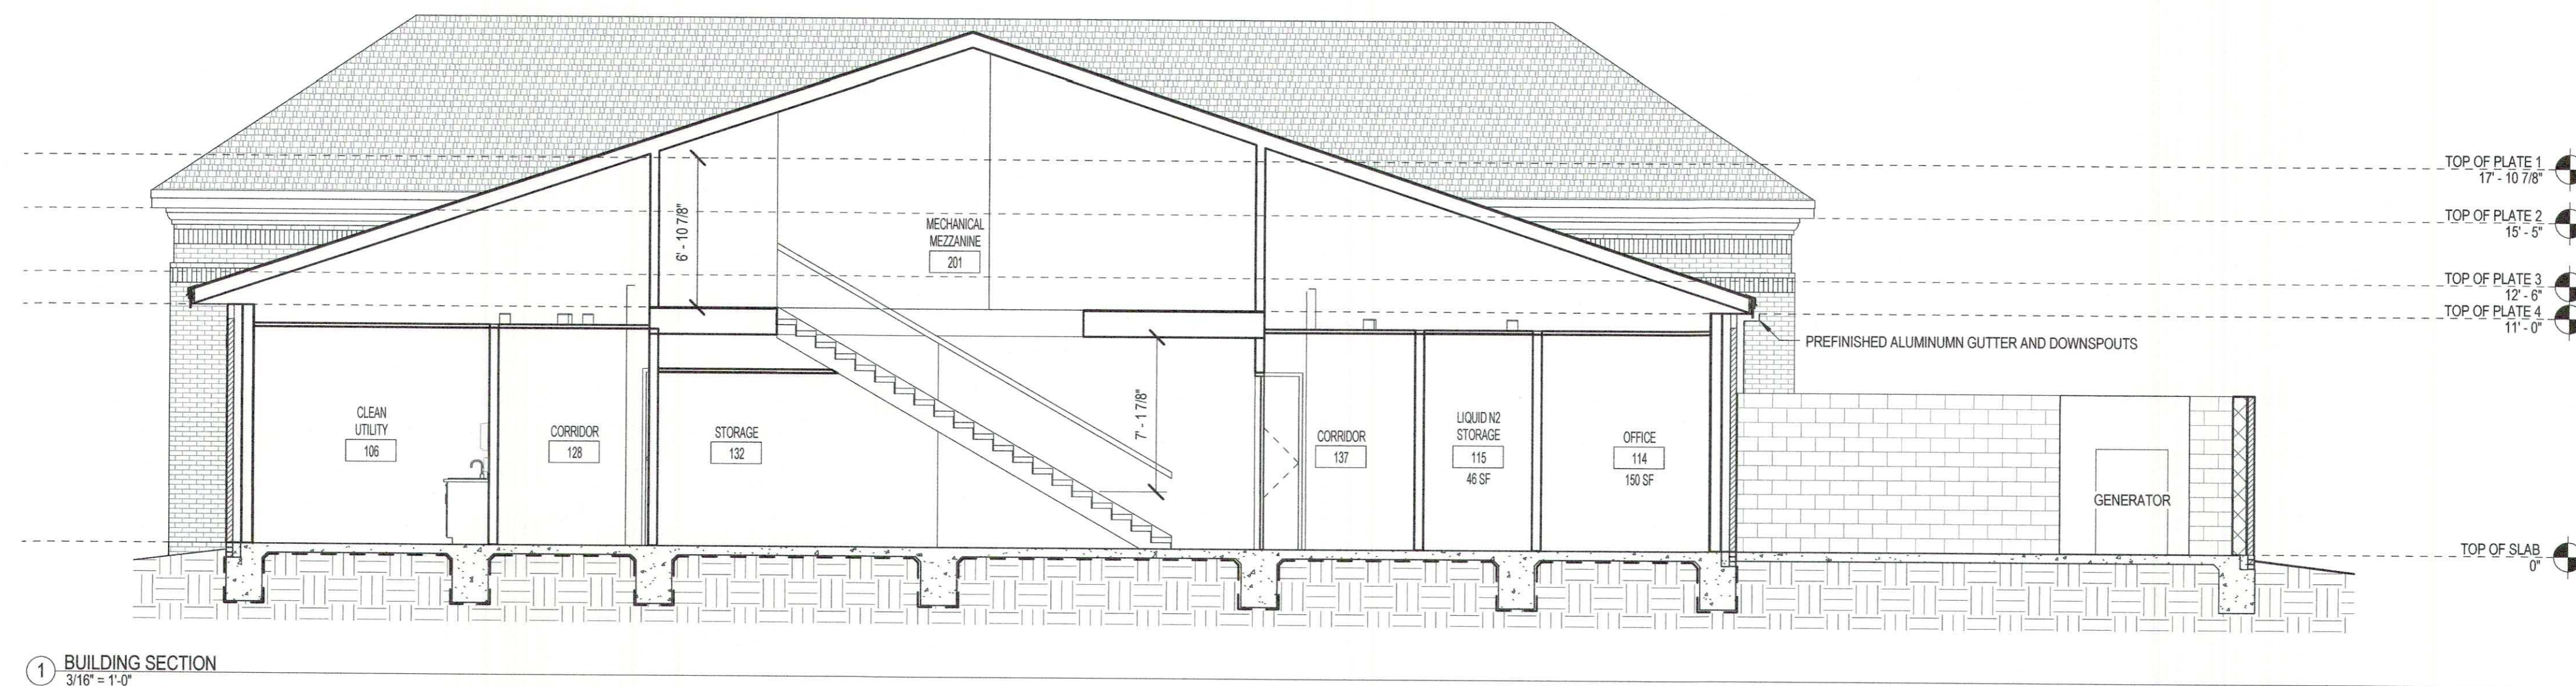 TOP OF PLATE 1
17' - 10 7/8"
TOP OF PLATE 2
15' - 5"
TOP OF PLATE 3
12' - 6"
TOP OF PLATE 4
11' - 0"
PREFINISHED ALUMINUMN GUTTER AND DOWNSPOUTS
6' - 10 7/8"
MECHANICAL
MEZZANINE
201
7' - 1 7/8"
CLEAN
UTILITY
106
CORRIDOR
128
STORAGE
132
CORRIDOR
137
LIQUID N2
STORAGE
115
46 SF
OFFICE
114
150 SF
GENERATOR
TOP OF SLAB
0"
1
BUILDING SECTION
3/16" = 1'-0"